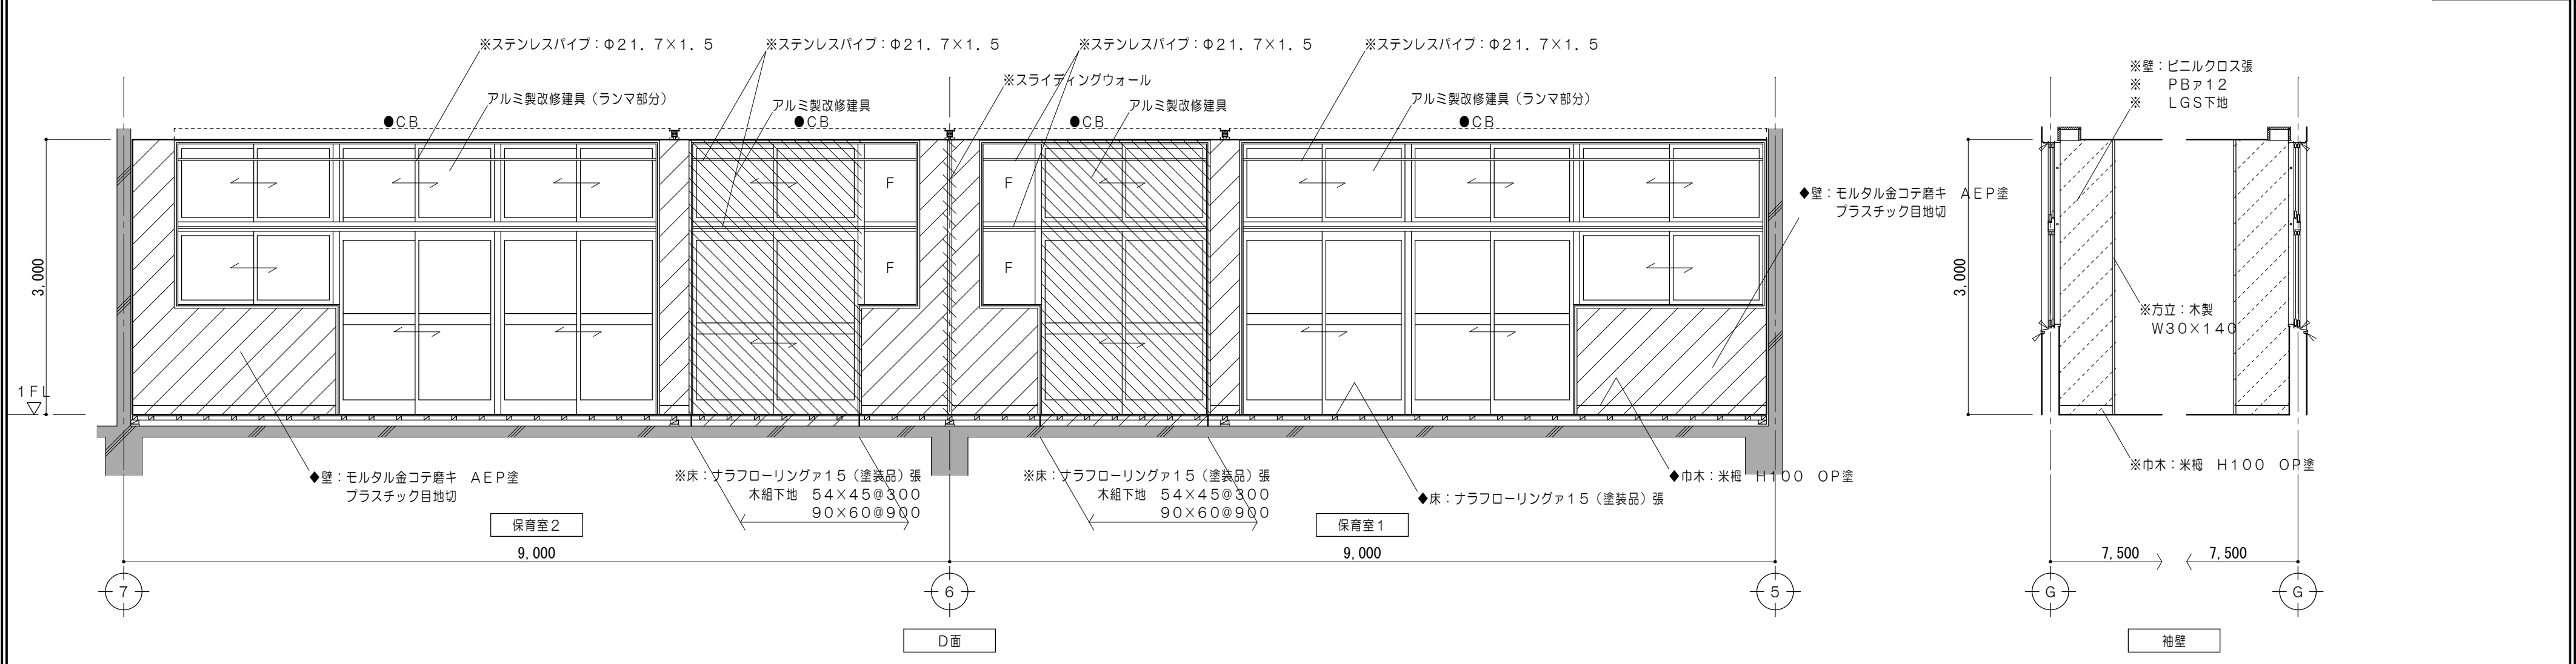 ※ステンレスパイプ：Φ２１．７×１．５
※ステンレスパイプ：Φ２１．７×１．５
※ステンレスパイプ：Φ２１．７×１．５
※ステンレスパイプ：Φ２１．７×１．５
※スライディングウォール
アルミ製改修建具（ランマ部分）
アルミ製改修建具
アルミ製改修建具
アルミ製改修建具（ランマ部分）
●ＣＢ
●ＣＢ
●ＣＢ
●ＣＢ
Ｆ
Ｆ
Ｆ
Ｆ
3,000
１ＦＬ
◆壁：モルタル金コテ磨キ　ＡＥＰ塗
プラスチック目地切
◆壁：モルタル金コテ磨キ　ＡＥＰ塗
プラスチック目地切
※床：ナラフローリングァ１５（塗装品）張
木組下地　５４×４５＠３００
９０×６０＠９００
※床：ナラフローリングァ１５（塗装品）張
木組下地　５４×４５＠３００
９０×６０＠９００
◆床：ナラフローリングァ１５（塗装品）張
◆巾木：米栂　Ｈ１００　ＯＰ塗
保育室２
保育室１
9,000
9,000
７
６
５
Ｄ面
※壁：ビニルクロス張
※　ＰＢァ１２
※　ＬＧＳ下地
3,000
※方立：木製
Ｗ３０×１４０
※巾木：米栂　Ｈ１００　ＯＰ塗
7,500
7,500
Ｇ
Ｇ
袖壁